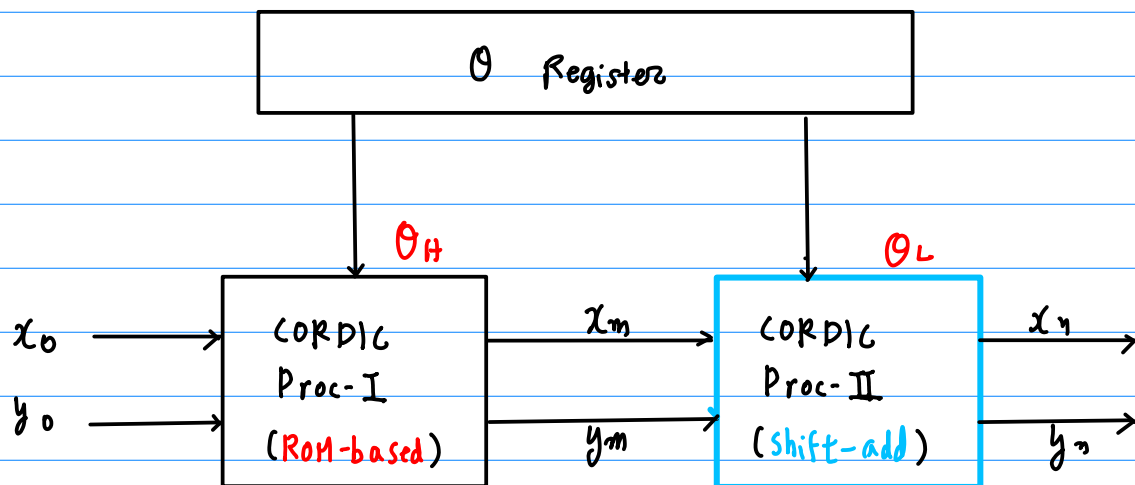 θ Register
θH
θL
x0
CORDIC
xm
CORDIC
xn
Proc-I
Proc-II
y0
(ROM-based)
ym
(shift-add)
yn